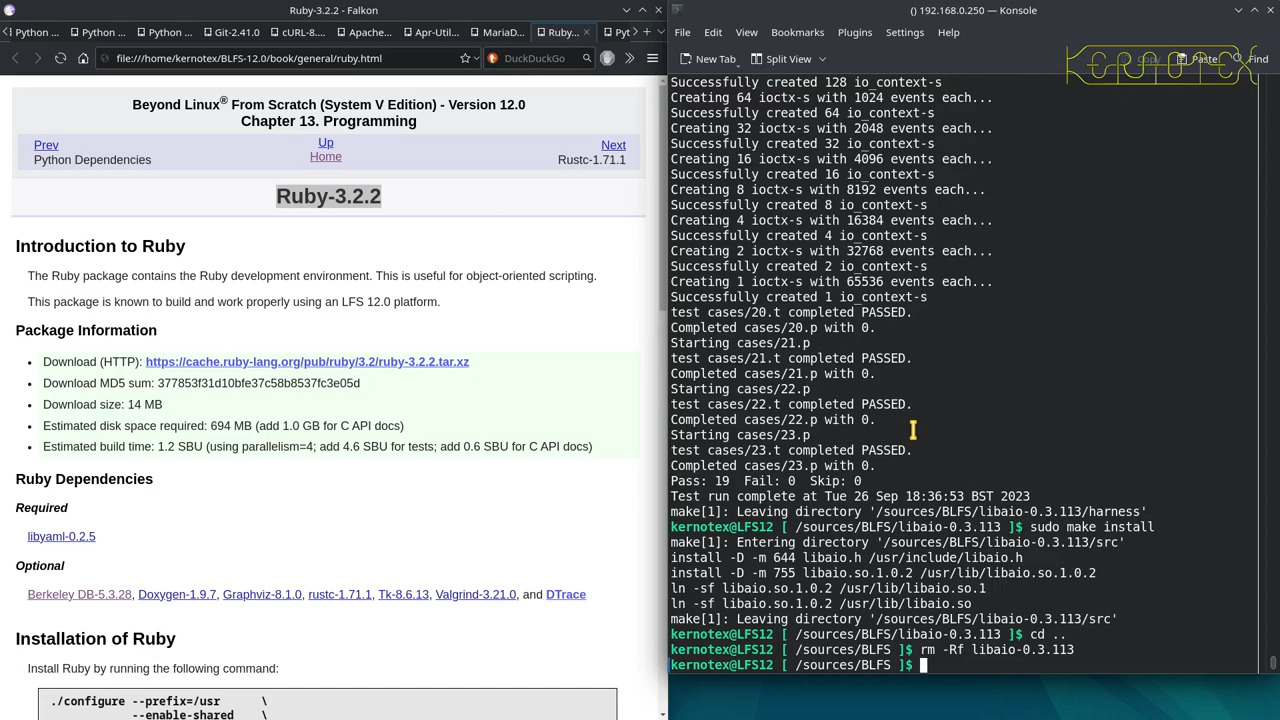 Ruby-3.2.2 - Falkon
Python ... Python ... Python ... Git-2.41.0 cURL-8.... Apache... Apr-Util... MariaD... Ruby... Pyt
file:///home/kernotex/BLFS-12.0/book/general/ruby.html DuckDuckGo
Beyond Linux® From Scratch (System V Edition) - Version 12.0
Chapter 13. Programming
Prev Up Next
Python Dependencies Home Rustc-1.71.1
Ruby-3.2.2
Introduction to Ruby
The Ruby package contains the Ruby development environment. This is useful for object-oriented scripting.
This package is known to build and work properly using an LFS 12.0 platform.
Package Information
• Download (HTTP): https://cache.ruby-lang.org/pub/ruby/3.2/ruby-3.2.2.tar.xz
• Download MD5 sum: 377853f31d10bfe37c58b8537fc3e05d
• Download size: 14 MB
• Estimated disk space required: 694 MB (add 1.0 GB for C API docs)
• Estimated build time: 1.2 SBU (using parallelism=4; add 4.6 SBU for tests; add 0.6 SBU for C API docs)
Ruby Dependencies
Required
libyaml-0.2.5
Optional
Berkeley DB-5.3.28, Doxygen-1.9.7, Graphviz-8.1.0, rustc-1.71.1, Tk-8.6.13, Valgrind-3.21.0, and DTrace
Installation of Ruby
Install Ruby by running the following command:
./configure --prefix=/usr \
--enable-shared \
() 192.168.0.250 — Konsole
File Edit View Bookmarks Plugins Settings Help
New Tab Split View Copy Paste Find
KERNOTEX
Successfully created 128 io_context-s
Creating 64 ioctx-s with 1024 events each...
Successfully created 64 io_context-s
Creating 32 ioctx-s with 2048 events each...
Successfully created 32 io_context-s
Creating 16 ioctx-s with 4096 events each...
Successfully created 16 io_context-s
Creating 8 ioctx-s with 8192 events each...
Successfully created 8 io_context-s
Creating 4 ioctx-s with 16384 events each...
Successfully created 4 io_context-s
Creating 2 ioctx-s with 32768 events each...
Successfully created 2 io_context-s
Creating 1 ioctx-s with 65536 events each...
Successfully created 1 io_context-s
test cases/20.t completed PASSED.
Completed cases/20.p with 0.
Starting cases/21.p
test cases/21.t completed PASSED.
Completed cases/21.p with 0.
Starting cases/22.p
test cases/22.t completed PASSED.
Completed cases/22.p with 0.
Starting cases/23.p
test cases/23.t completed PASSED.
Completed cases/23.p with 0.
Pass: 19 Fail: 0 Skip: 0
Test run complete at Tue 26 Sep 18:36:53 BST 2023
make[1]: Leaving directory '/sources/BLFS/libaio-0.3.113/harness'
kernotex@LFS12 [ /sources/BLFS/libaio-0.3.113 ]$ sudo make install
make[1]: Entering directory '/sources/BLFS/libaio-0.3.113/src'
install -D -m 644 libaio.h /usr/include/libaio.h
install -D -m 755 libaio.so.1.0.2 /usr/lib/libaio.so.1.0.2
ln -sf libaio.so.1.0.2 /usr/lib/libaio.so.1
ln -sf libaio.so.1.0.2 /usr/lib/libaio.so
make[1]: Leaving directory '/sources/BLFS/libaio-0.3.113/src'
kernotex@LFS12 [ /sources/BLFS/libaio-0.3.113 ]$ cd ..
kernotex@LFS12 [ /sources/BLFS ]$ rm -Rf libaio-0.3.113
kernotex@LFS12 [ /sources/BLFS ]$